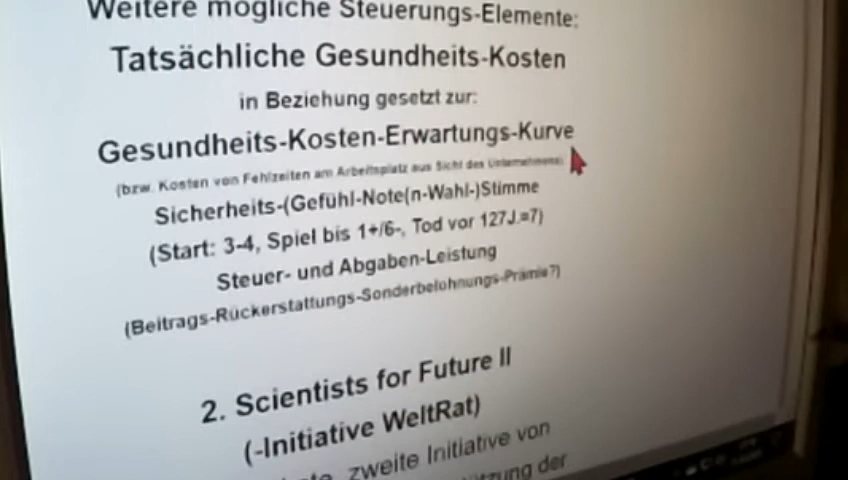 Weitere mögliche Steuerungs-Elemente:
Tatsächliche Gesundheits-Kosten
in Beziehung gesetzt zur:
Gesundheits-Kosten-Erwartungs-Kurve
(bzw. Kosten von Fehlzeiten am Arbeitsplatz aus Sicht des Unternehmens)
Sicherheits-(Gefühl-Note(n-Wahl-)Stimme
(Start: 3-4, Spiel bis 1+/6-, Tod vor 127J.=7)
Steuer- und Abgaben-Leistung
(Beitrags-Rückerstattungs-Sonderbelohnungs-Prämie?)
2. Scientists for Future II
(-Initiative WeltRat)
zweite Initiative von
der